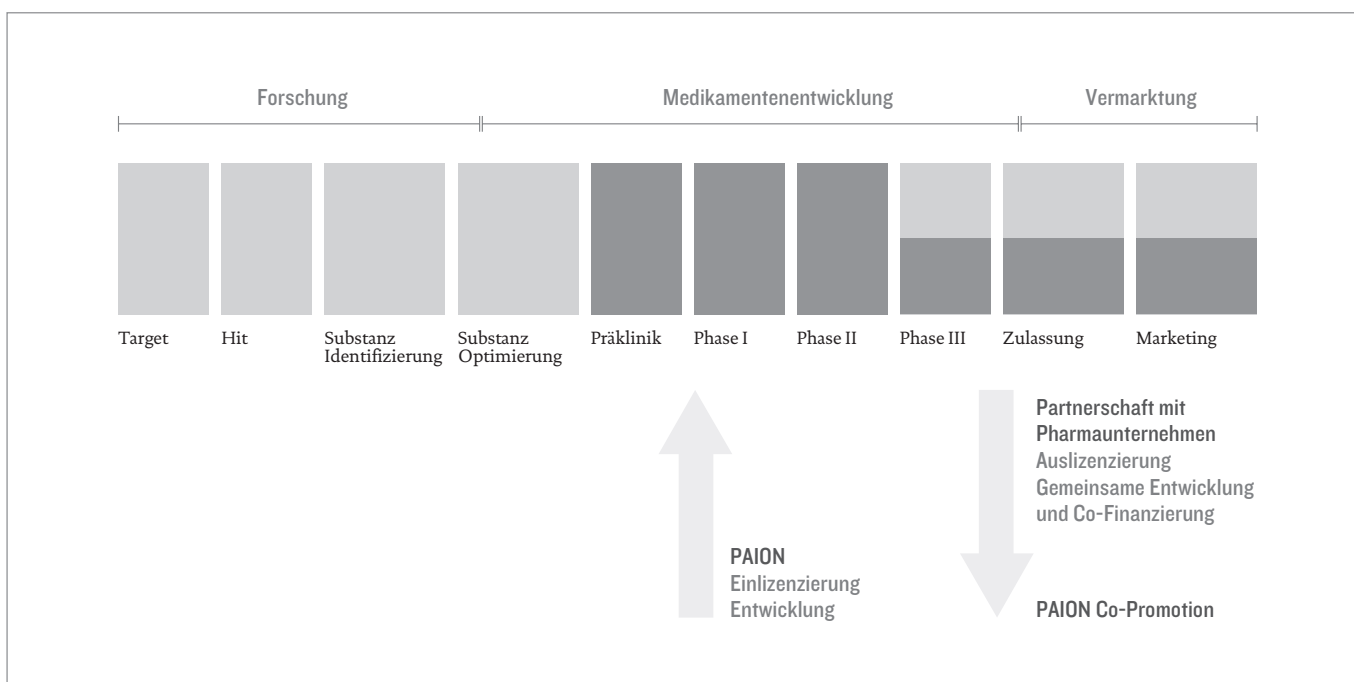 Forschung
Medikamentenentwicklung
Vermarktung
Target
Hit
Substanz
Identifizierung
Substanz
Optimierung
Präklinik
Phase I
Phase II
Phase III
Zulassung
Marketing
PAION
Einlizenzierung
Entwicklung
Partnerschaft mit
Pharmaunternehmen
Auslizenzierung
Gemeinsame Entwicklung
und Co-Finanzierung
PAION Co-Promotion